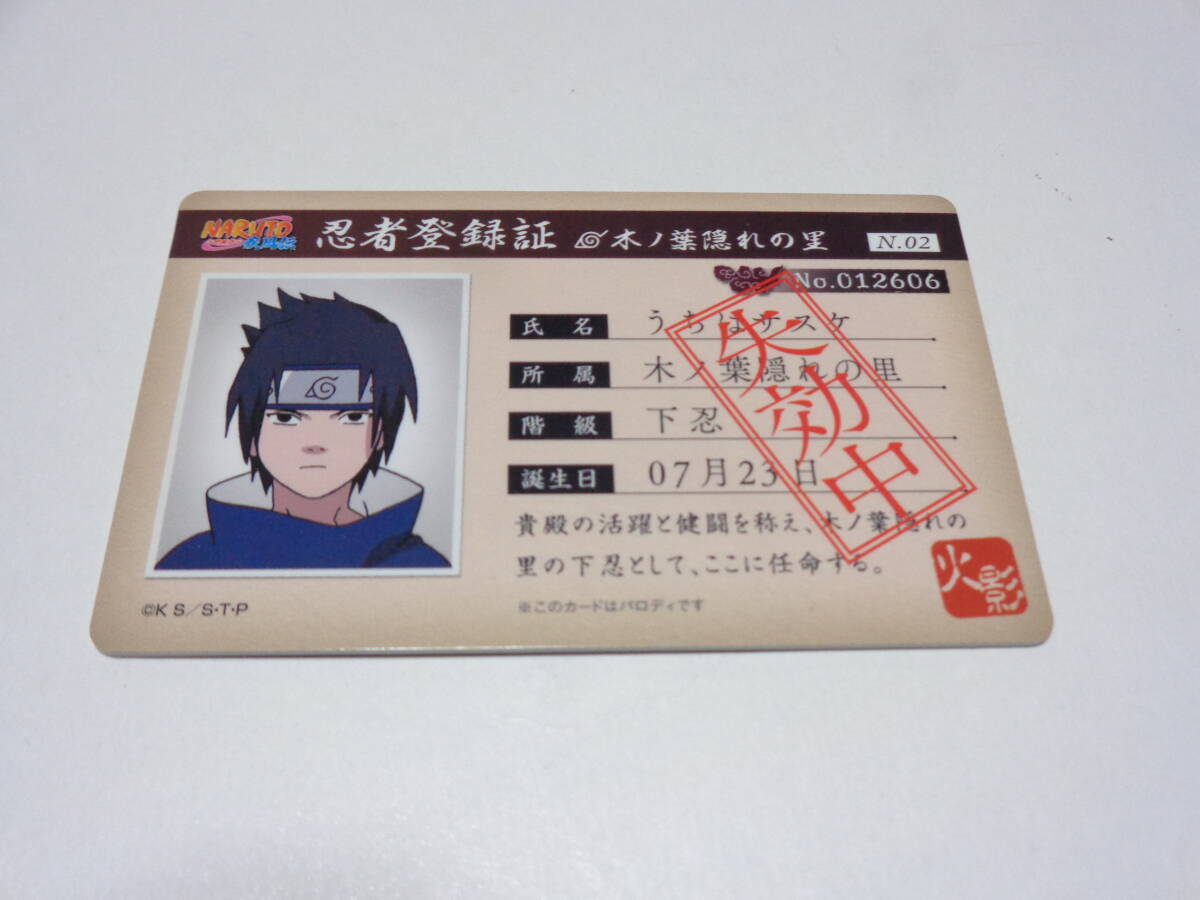 NARUTO 疾風伝 忍者登録証 木ノ葉隠れの里 N.02
No.012606
氏名 うちはサスケ
所属 木ノ葉隠れの里
階級 下忍
誕生日 07月23日
失効中
貴殿の活躍と健闘を称え、木ノ葉隠れの
里の下忍として、ここに任命する。
火影
©K S／S・T・P
※このカードはパロディです